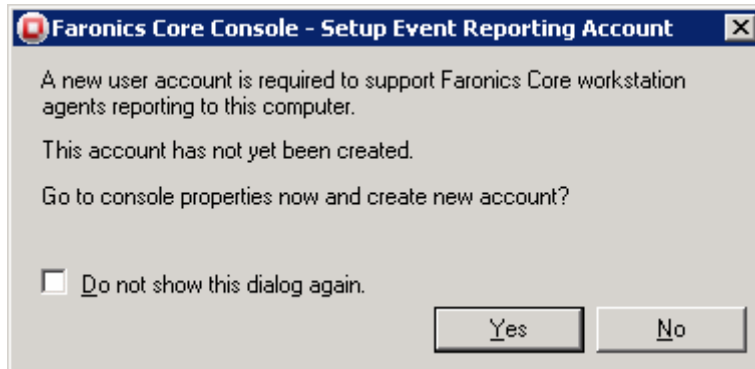 Faronics Core Console - Setup Event Reporting Account
A new user account is required to support Faronics Core workstation
agents reporting to this computer.
This account has not yet been created.
Go to console properties now and create new account?
Do not show this dialog again.
Yes No